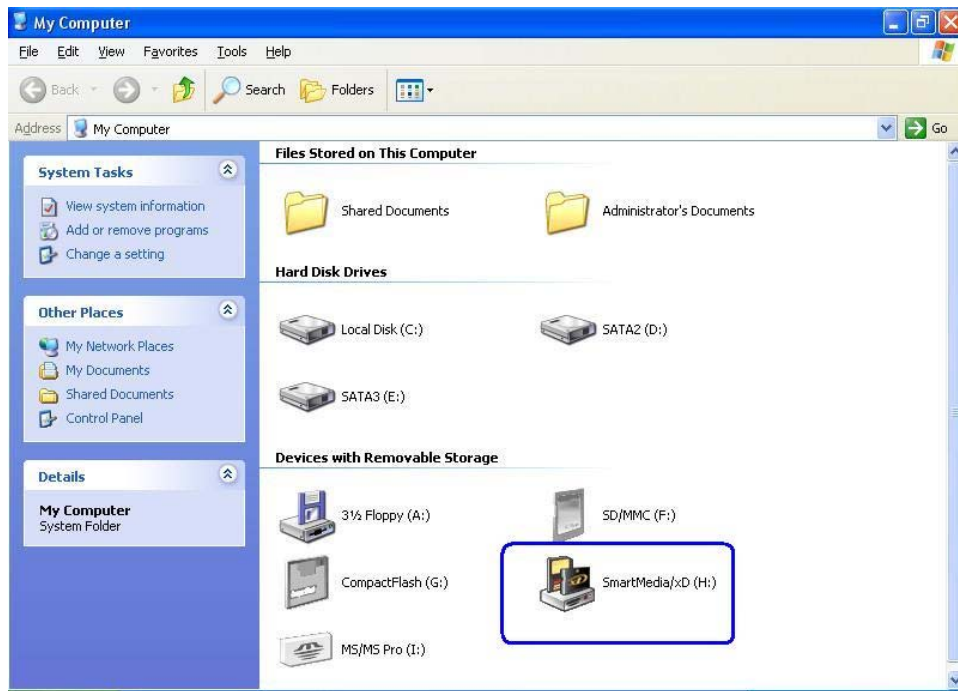 My Computer
File Edit View Favorites Tools Help
Back Search Folders
Address My Computer Go
System Tasks
View system information
Add or remove programs
Change a setting
Other Places
My Network Places
My Documents
Shared Documents
Control Panel
Details
My Computer
System Folder
Files Stored on This Computer
Shared Documents Administrator's Documents
Hard Disk Drives
Local Disk (C:) SATA2 (D:)
SATA3 (E:)
Devices with Removable Storage
3½ Floppy (A:) SD/MMC (F:)
CompactFlash (G:) SmartMedia/xD (H:)
MS/MS Pro (I:)